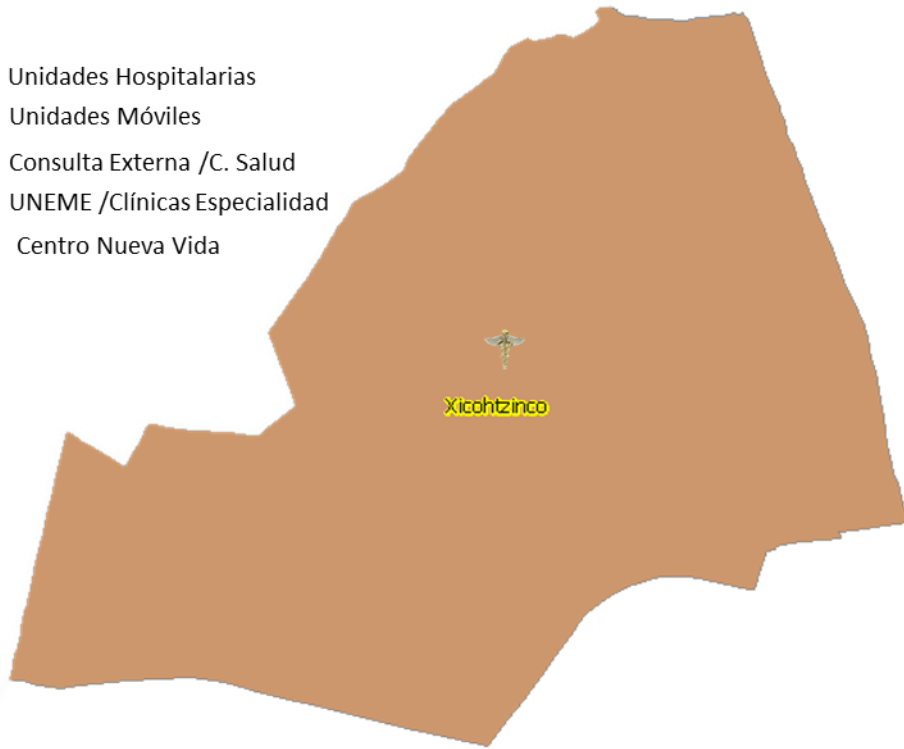 Unidades Hospitalarias
Unidades Móviles
Consulta Externa /C. Salud
UNEME /Clínicas Especialidad
Centro Nueva Vida
Xicohtzinco